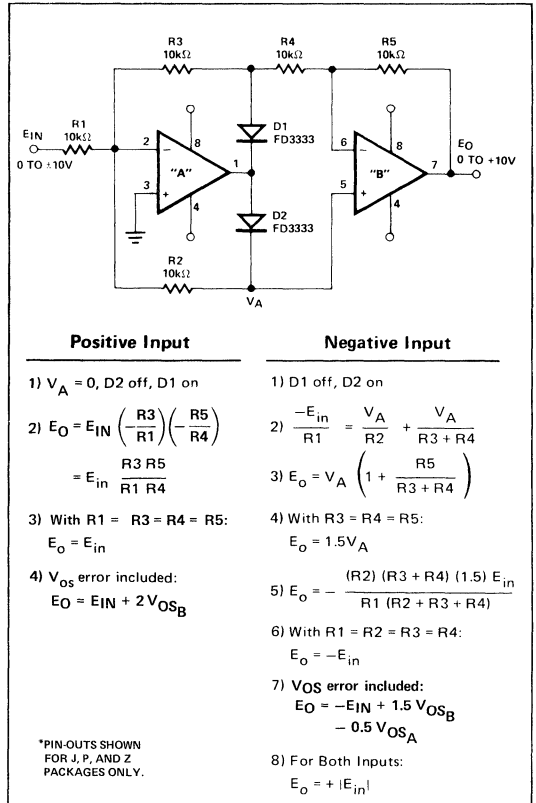 R3
10kΩ
R4
10kΩ
R5
10kΩ
R1
10kΩ
EIN
0 TO ±10V
2
–
8
"A"
1
3
+
4
D1
FD3333
D2
FD3333
6
–
8
"B"
7
5
+
4
EO
0 TO +10V
R2
10kΩ
VA
Positive Input
1) VA = 0, D2 off, D1 on
2) EO = EIN (-R3/R1)(-R5/R4)
= Ein R3 R5 / R1 R4
3) With R1 = R3 = R4 = R5:
Eo = Ein
4) Vos error included:
EO = EIN + 2 VOSB
*PIN-OUTS SHOWN
FOR J, P, AND Z
PACKAGES ONLY.
Negative Input
1) D1 off, D2 on
2) -Ein/R1 = VA/R2 + VA/R3 + R4
3) Eo = VA (1 + R5/R3 + R4)
4) With R3 = R4 = R5:
Eo = 1.5VA
5) Eo = - (R2) (R3 + R4) (1.5) Ein / R1 (R2 + R3 + R4)
6) With R1 = R2 = R3 = R4:
Eo = -Ein
7) VOS error included:
EO = -EIN + 1.5 VOSB
- 0.5 VOSA
8) For Both Inputs:
Eo = + |Ein|